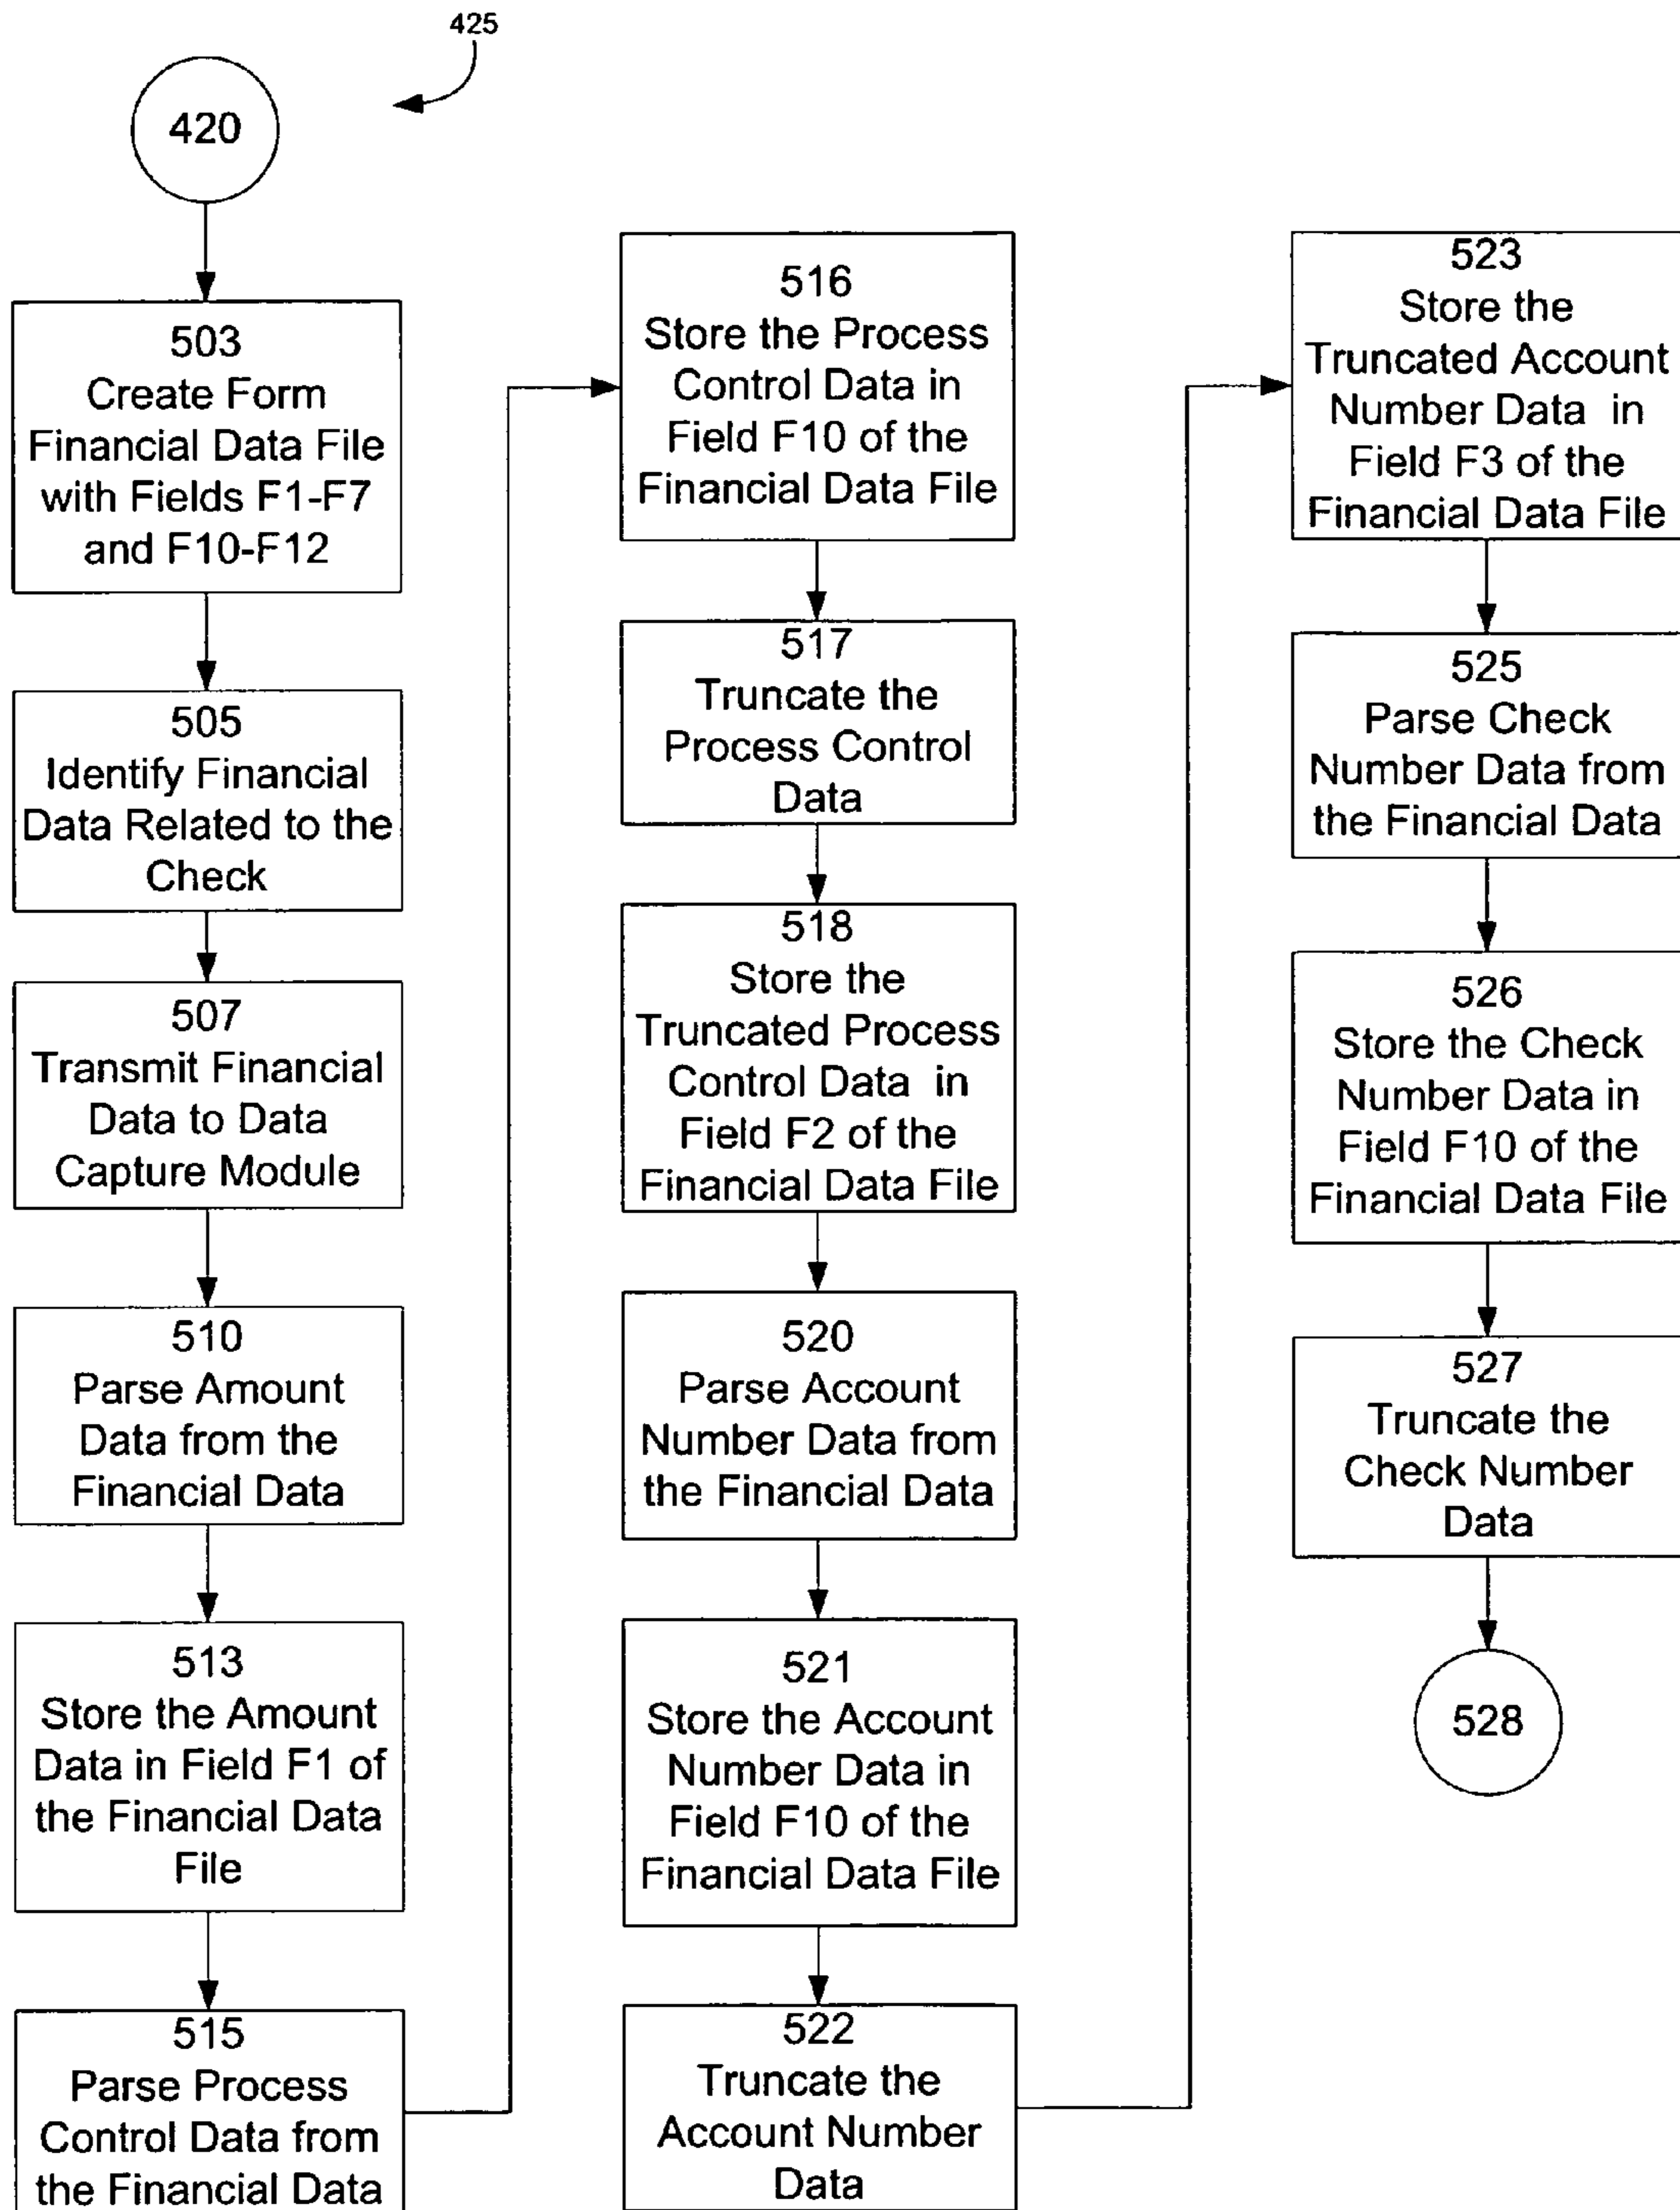 425
420
503
Create Form
Financial Data File
with Fields F1-F7
and F10-F12
505
Identify Financial
Data Related to the
Check
507
Transmit Financial
Data to Data
Capture Module
510
Parse Amount
Data from the
Financial Data
513
Store the Amount
Data in Field F1 of
the Financial Data
File
515
Parse Process
Control Data from
the Financial Data
516
Store the Process
Control Data in
Field F10 of the
Financial Data File
517
Truncate the
Process Control
Data
518
Store the
Truncated Process
Control Data in
Field F2 of the
Financial Data File
520
Parse Account
Number Data from
the Financial Data
521
Store the Account
Number Data in
Field F10 of the
Financial Data File
522
Truncate the
Account Number
Data
523
Store the
Truncated Account
Number Data in
Field F3 of the
Financial Data File
525
Parse Check
Number Data from
the Financial Data
526
Store the Check
Number Data in
Field F10 of the
Financial Data File
527
Truncate the
Check Number
Data
528